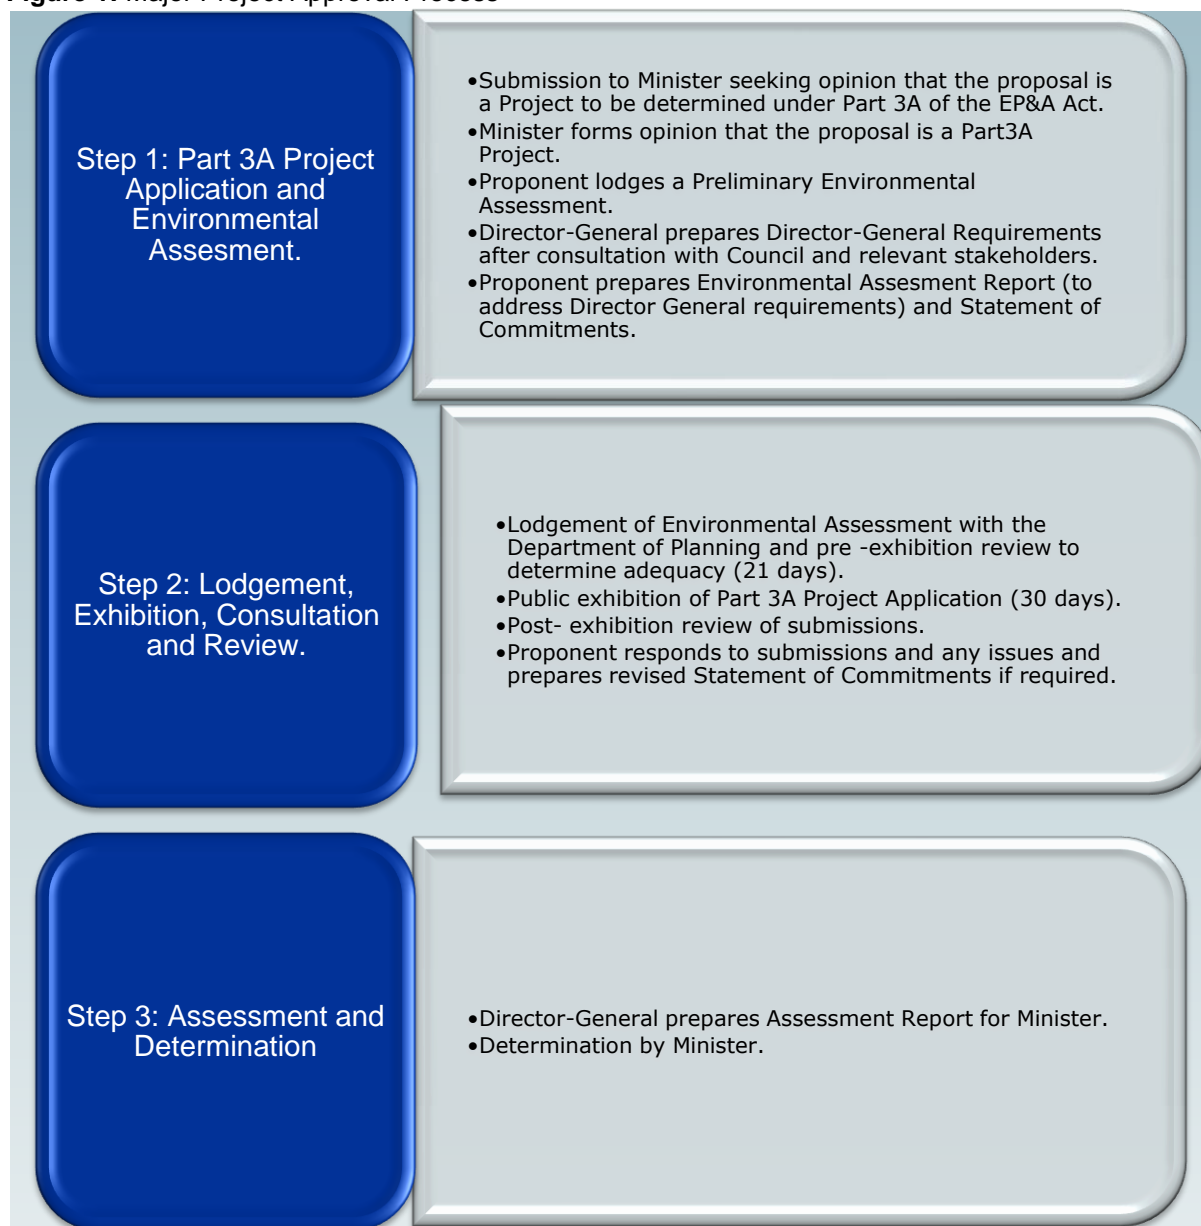 Major Project Approval Process
Step 1: Part 3A Project
Application and
Environmental
Assesment.
•Submission to Minister seeking opinion that the proposal is
a Project to be determined under Part 3A of the EP&A Act.
•Minister forms opinion that the proposal is a Part3A
Project.
•Proponent lodges a Preliminary Environmental
Assessment.
•Director-General prepares Director-General Requirements
after consultation with Council and relevant stakeholders.
•Proponent prepares Environmental Assesment Report (to
address Director General requirements) and Statement of
Commitments.
Step 2: Lodgement,
Exhibition, Consultation
and Review.
•Lodgement of Environmental Assessment with the
Department of Planning and pre -exhibition review to
determine adequacy (21 days).
•Public exhibition of Part 3A Project Application (30 days).
•Post- exhibition review of submissions.
•Proponent responds to submissions and any issues and
prepares revised Statement of Commitments if required.
Step 3: Assessment and
Determination
•Director-General prepares Assessment Report for Minister.
•Determination by Minister.